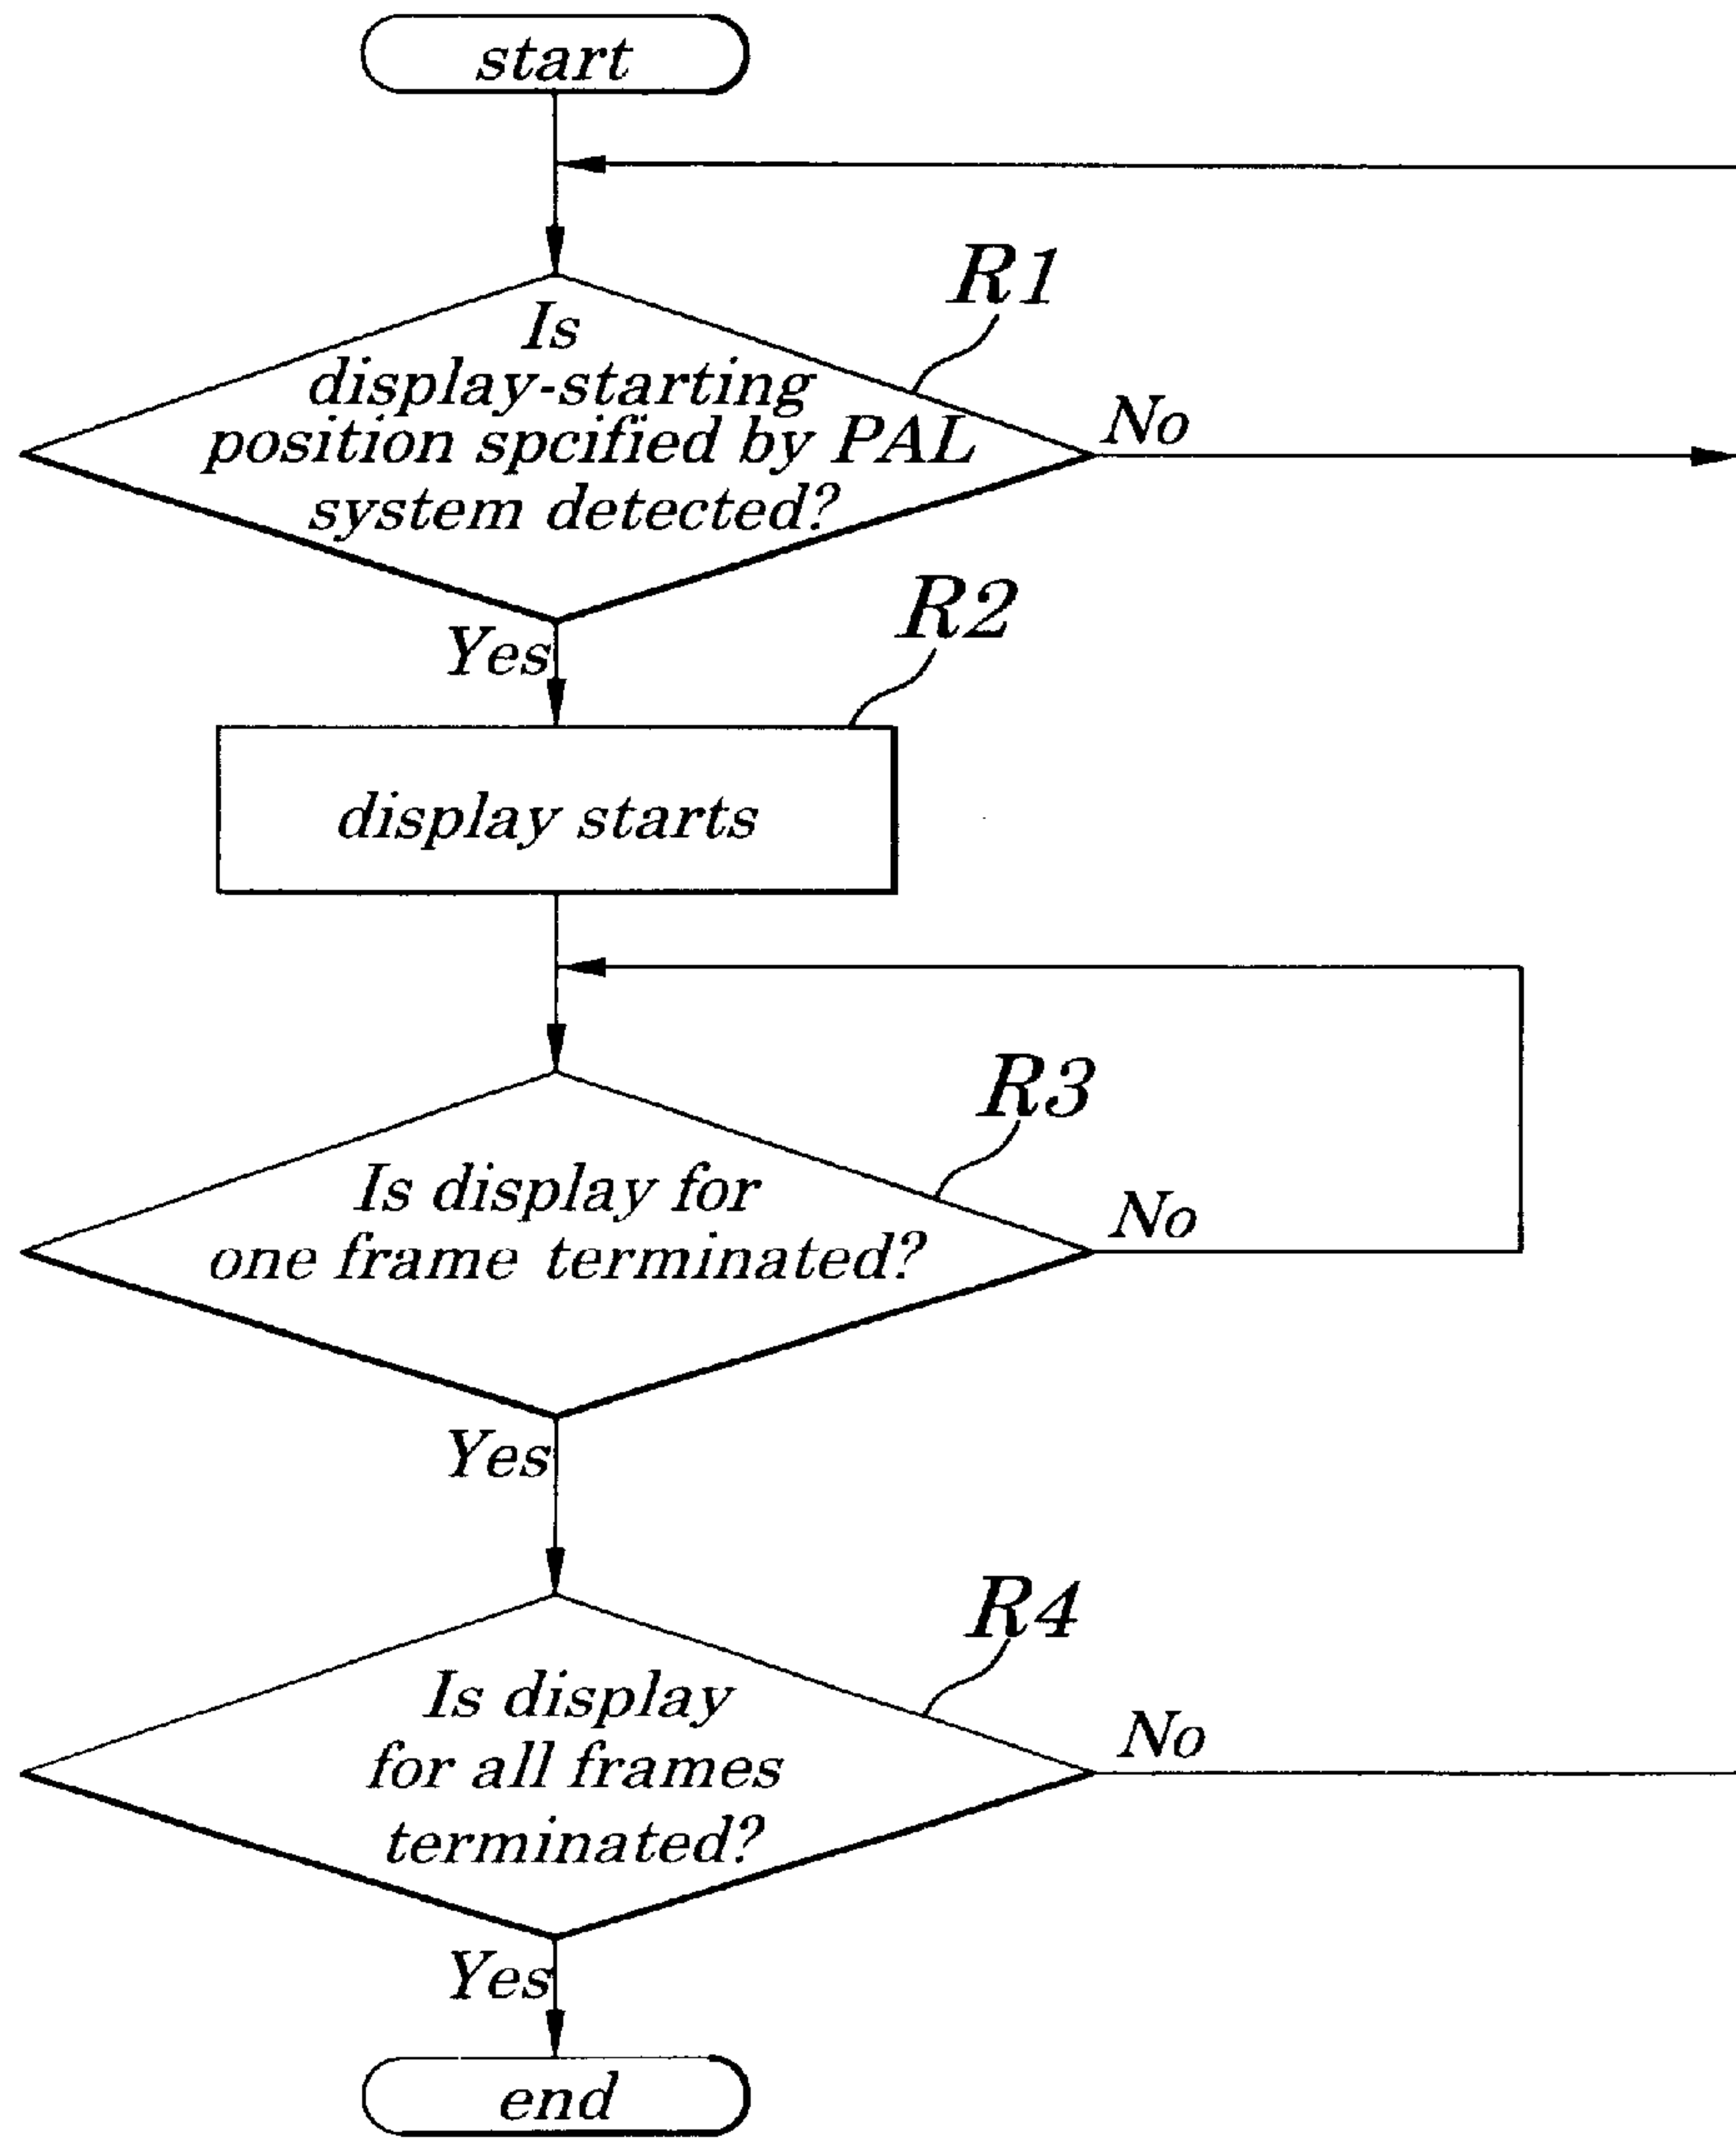 start
R1
Is
display-starting
position spcified by PAL
system detected?
No
Yes
R2
display starts
R3
Is display for
one frame terminated?
No
Yes
R4
Is display
for all frames
terminated?
No
Yes
end